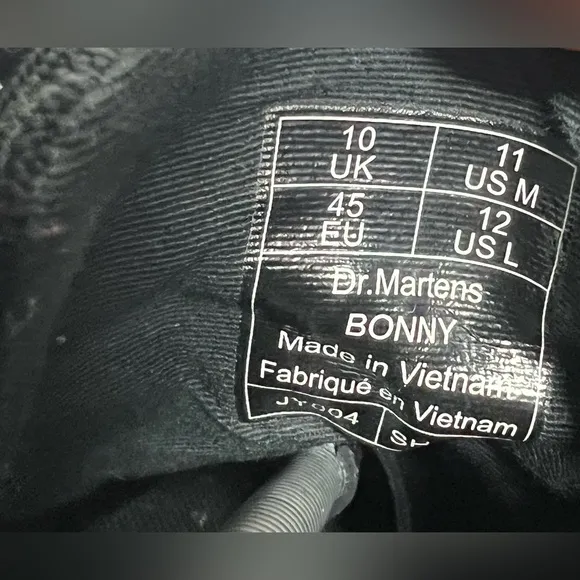 10 UK
11 US M
45 EU
12 US L
Dr.Martens
BONNY
Made in Vietnam
Fabriqué en Vietnam